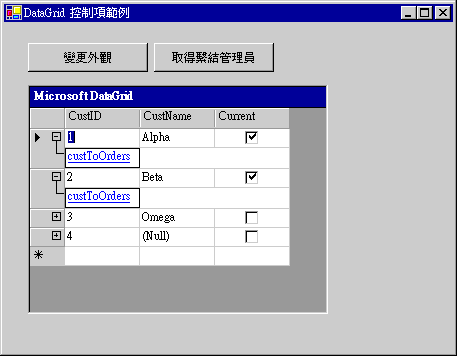 DataGrid 控制項範例
變更外觀 取得繫結管理員
Microsoft DataGrid
CustID CustName Current
1 Alpha
custToOrders
2 Beta
custToOrders
3 Omega
4 (Null)